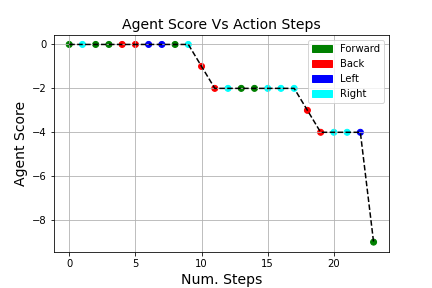 Agent Score Vs Action Steps
Forward
Back
Left
Right
Agent Score
0
−2
−4
−6
−8
0 5 10 15 20
Num. Steps